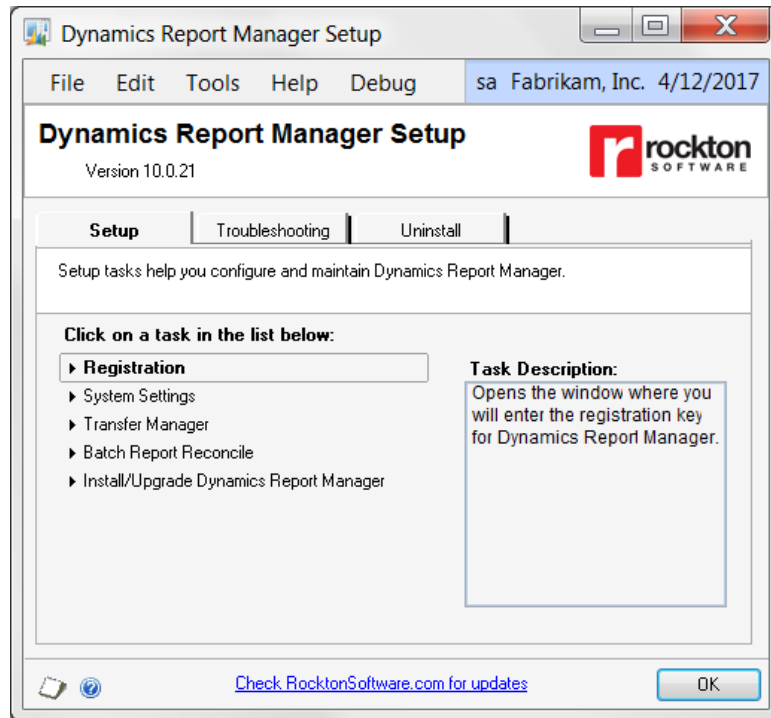 Dynamics Report Manager Setup
File Edit Tools Help Debug sa Fabrikam, Inc. 4/12/2017
Dynamics Report Manager Setup
Version 10.0.21
rockton
SOFTWARE
Setup Troubleshooting Uninstall
Setup tasks help you configure and maintain Dynamics Report Manager.
Click on a task in the list below:
Registration
System Settings
Transfer Manager
Batch Report Reconcile
Install/Upgrade Dynamics Report Manager
Task Description:
Opens the window where you
will enter the registration key
for Dynamics Report Manager.
Check RocktonSoftware.com for updates
OK